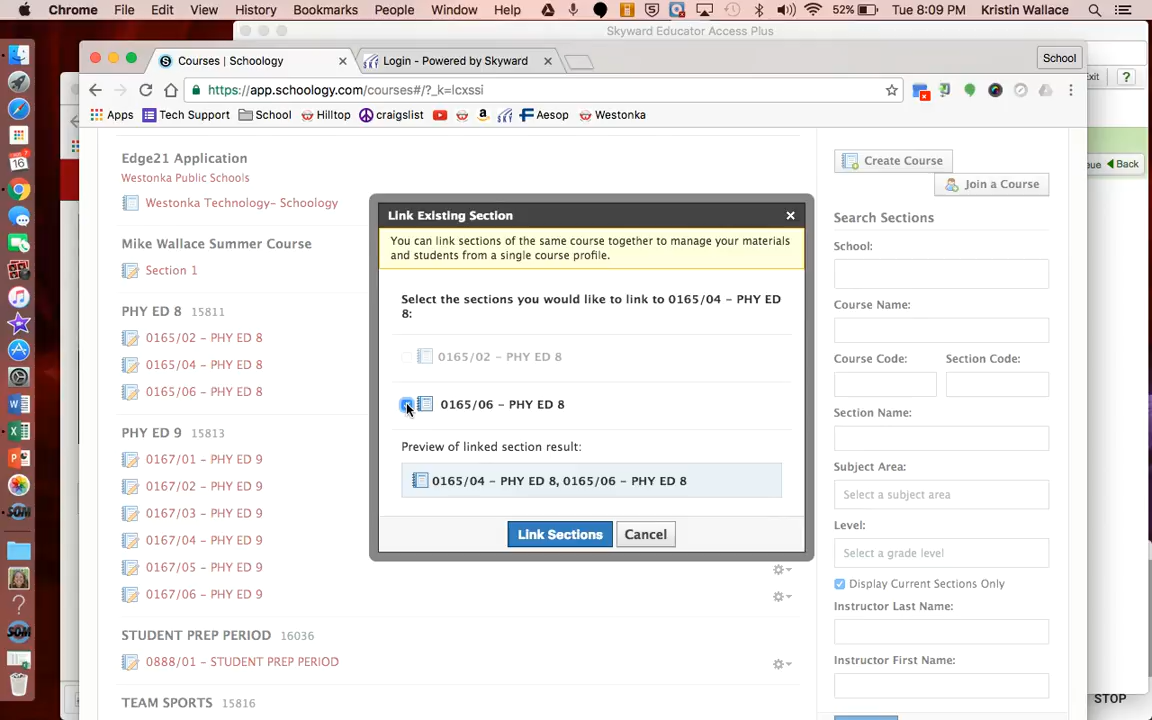 Chrome File Edit View History Bookmarks People Window Help 52% Tue 8:09 PM Kristin Wallace
Skyward Educator Access Plus
Courses | Schoology
Login - Powered by Skyward
School
https://app.schoology.com/courses#/?_k=lcxssi
Exit ?
Apps Tech Support School Hilltop craigslist Aesop Westonka
Edge21 Application
Westonka Public Schools
Westonka Technology- Schoology
Mike Wallace Summer Course
Section 1
PHY ED 8 15811
0165/02 - PHY ED 8
0165/04 - PHY ED 8
0165/06 - PHY ED 8
PHY ED 9 15813
0167/01 - PHY ED 9
0167/02 - PHY ED 9
0167/03 - PHY ED 9
0167/04 - PHY ED 9
0167/05 - PHY ED 9
0167/06 - PHY ED 9
STUDENT PREP PERIOD 16036
0888/01 - STUDENT PREP PERIOD
TEAM SPORTS 15816
Link Existing Section
You can link sections of the same course together to manage your materials
and students from a single course profile.
Select the sections you would like to link to 0165/04 - PHY ED
8:
0165/02 - PHY ED 8
0165/06 - PHY ED 8
Preview of linked section result:
0165/04 - PHY ED 8, 0165/06 - PHY ED 8
Link Sections Cancel
Create Course
Join a Course
Search Sections
School:
Course Name:
Course Code: Section Code:
Section Name:
Subject Area:
Select a subject area
Level:
Select a grade level
Display Current Sections Only
Instructor Last Name:
Instructor First Name:
Back
STOP
16